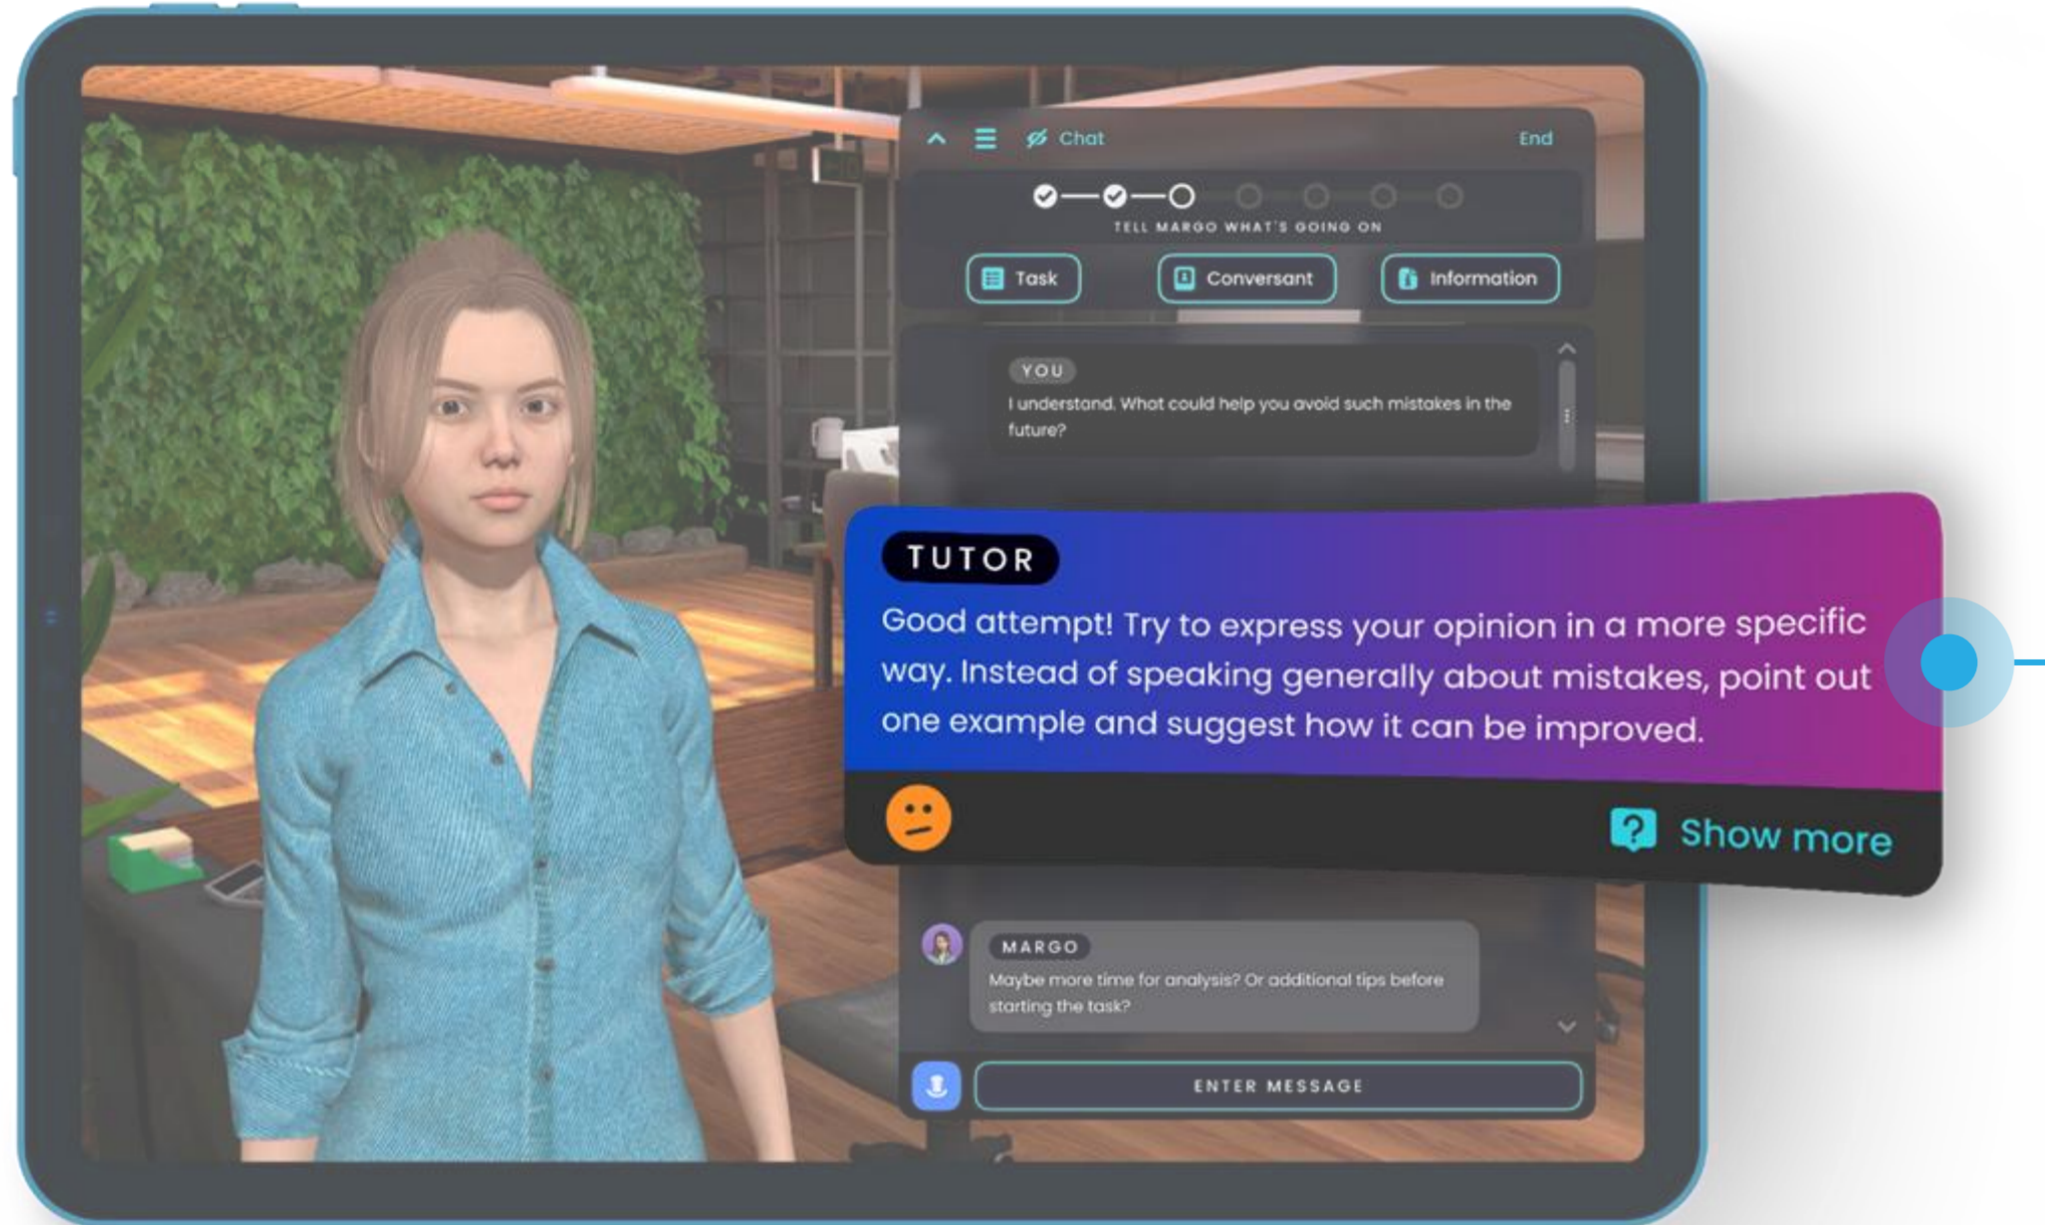 Chat
End
TELL MARGO WHAT'S GOING ON
Task
Conversant
Information
YOU
I understand. What could help you avoid such mistakes in the
future?
TUTOR
Good attempt! Try to express your opinion in a more specific
way. Instead of speaking generally about mistakes, point out
one example and suggest how it can be improved.
Show more
MARGO
Maybe more time for analysis? Or additional tips before
starting the task?
ENTER MESSAGE